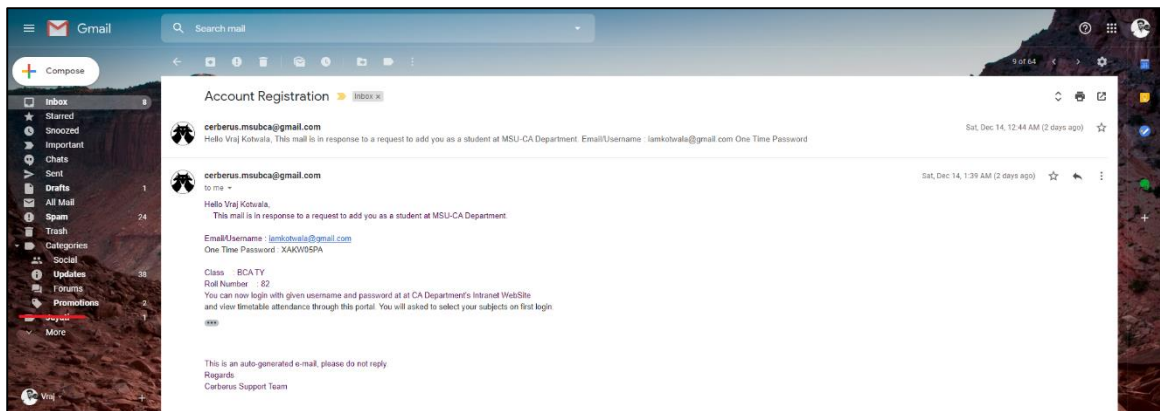 Gmail
Search mail
Compose
9 of 64
Inbox 8
Starred
Snoozed
Important
Chats
Sent
Drafts 1
All Mail
Spam 24
Trash
Categories
Social
Updates 38
Forums
Promotions 2
1
More
Vraj
Account Registration Inbox x
cerberus.msubca@gmail.com Sat, Dec 14, 12:44 AM (2 days ago)
Hello Vraj Kotwala, This mail is in response to a request to add you as a student at MSU-CA Department. Email/Username : iamkotwala@gmail.com One Time Password
cerberus.msubca@gmail.com Sat, Dec 14, 1:39 AM (2 days ago)
to me
Hello Vraj Kotwala,
This mail is in response to a request to add you as a student at MSU-CA Department.
Email/Username : iamkotwala@gmail.com
One Time Password : XAKW05PA
Class : BCA TY
Roll Number : 82
You can now login with given username and password at at CA Department's Intranet WebSite
and view timetable attendance through this portal. You will asked to select your subjects on first login.
This is an auto-generated e-mail, please do not reply.
Regards
Cerberus Support Team